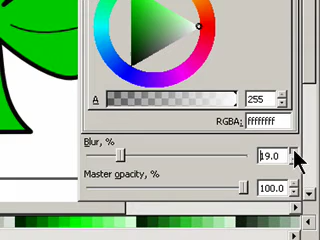 A 255
RGBA: ffffffff
Blur, %
19.0
Master opacity, %
100.0